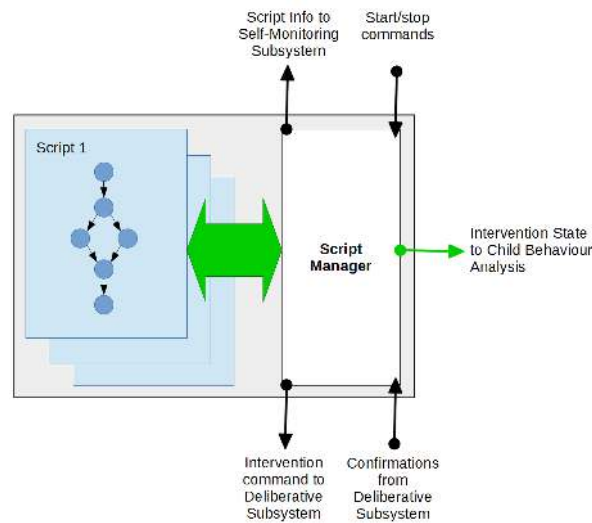 Script Info to
Self-Monitoring
Subsystem
Start/stop
commands
Script 1
Script
Manager
Intervention State
to Child Behaviour
Analysis
Intervention
command to
Deliberative
Subsystem
Confirmations
from
Deliberative
Subsystem